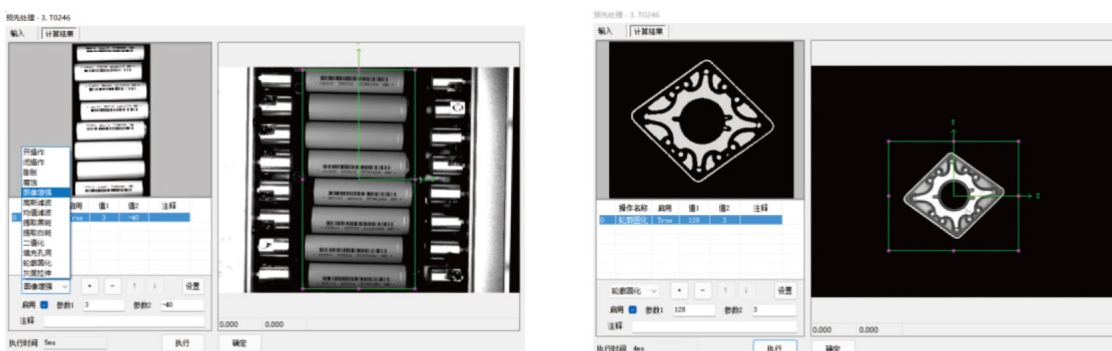 预先处理 - 3. T0246
输入 计算结果
开操作
闭操作
膨胀
腐蚀
图像增强
高斯滤波
均值滤波
提取黑斑
提取白斑
二值化
填充孔洞
轮廓圆化
灰度拉伸
启用 值1 值2 注释
0 True 3 -40
图像增强 + - ↑ ↓ 设置
启用 参数1 3 参数2 -40
注释
0.000 0.000
执行时间 5ms 执行 确定
预先处理 - 3. T0246
输入 计算结果
Y
X
操作名称 启用 值1 值2 注释
0 轮廓圆化 True 128 3
轮廓圆化 + - ↑ ↓ 设置
启用 参数1 128 参数2 3
注释
0.000 0.000
执行时间 4ms 执行 确定